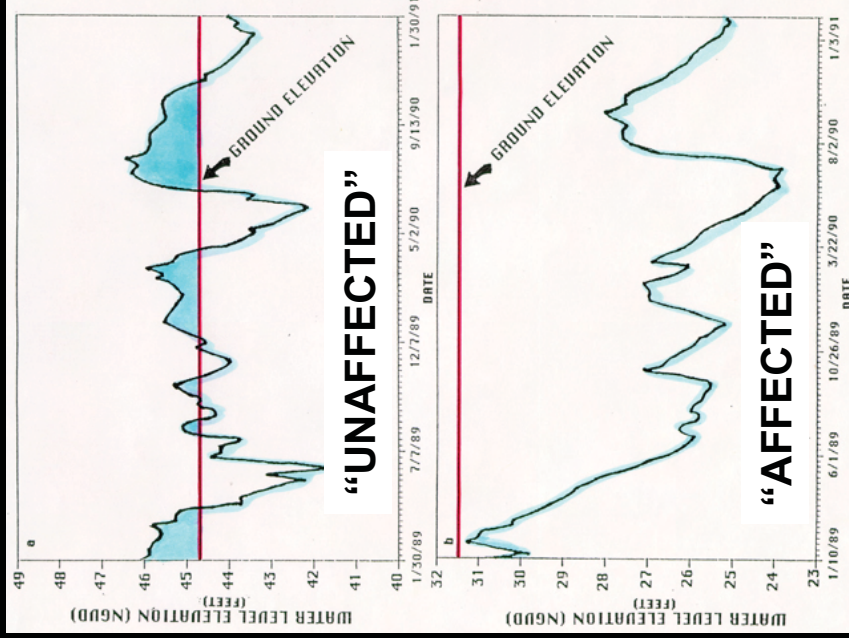 a
49
48
47
46
45
44
43
42
41
40
WATER LEVEL ELEVATION (NGVD)
(FEET)
GROUND ELEVATION
“UNAFFECTED”
1/30/89
7/7/89
12/7/89
5/2/90
9/13/90
1/30/91
DATE
b
32
31
30
29
28
27
26
25
24
23
WATER LEVEL ELEVATION (NGVD)
(FEET)
GROUND ELEVATION
“AFFECTED”
1/10/89
6/1/89
10/26/89
3/22/90
8/2/90
1/3/91
DATE